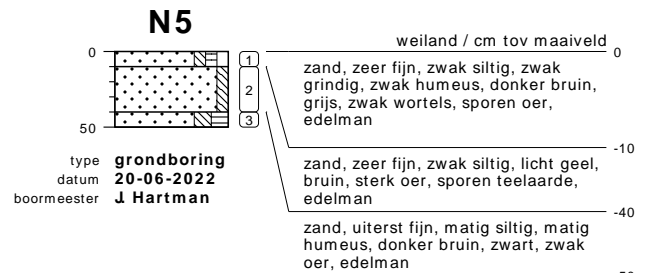 N5
weiland / cm tov maaiveld
0
0
1
zand, zeer fijn, zwak siltig, zwak
grindig, zwak humeus, donker bruin,
grijs, zwak wortels, sporen oer,
edelman
2
3
50
-10
type grondboring
datum 20-06-2022
boormeester J. Hartman
zand, zeer fijn, zwak siltig, licht geel,
bruin, sterk oer, sporen teelaarde,
edelman
-40
zand, uiterst fijn, matig siltig, matig
humeus, donker bruin, zwart, zwak
oer, edelman